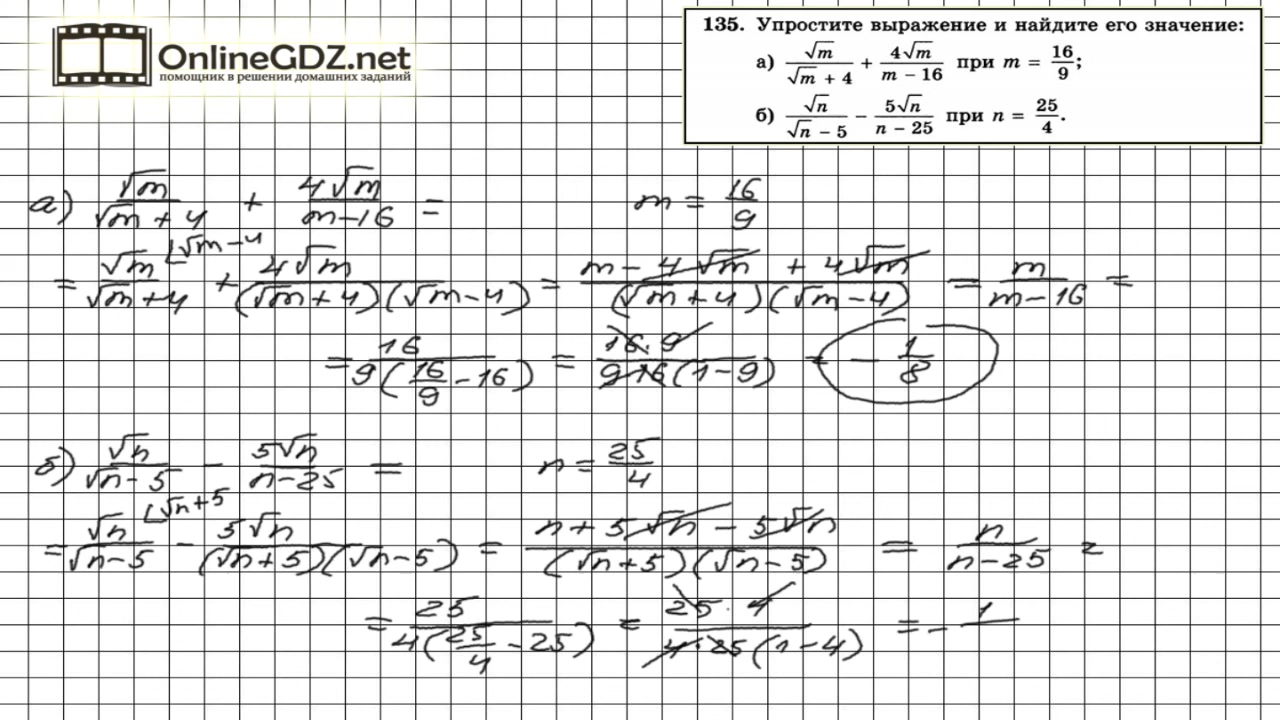 OnlineGDZ.net
помощник в решении домашних заданий
135. Упростите выражение и найдите его значение:
а) √m/(√m + 4) + 4√m/(m − 16) при m = 16/9;
б) √n/(√n − 5) − 5√n/(n − 25) при n = 25/4.
а) √m/(√m + 4) + 4√m/(m − 16) = m = 16/9
= √m/(√m + 4) ⌊√m − 4 + 4√m/((√m + 4)(√m − 4)) = (m − 4√m + 4√m)/((√m + 4)(√m − 4)) = m/(m − 16) =
= 16/(9(16/9 − 16)) = 16·9/(9·16(1 − 9)) = − 1/8
б) √n/(√n − 5) − 5√n/(n − 25) = n = 25/4
= √n/(√n − 5) ⌊√n + 5 − 5√n/((√n + 5)(√n − 5)) = (n + 5√n − 5√n)/((√n + 5)(√n − 5)) = n/(n − 25) =
= 25/(4(25/4 − 25)) = 25·4/(4·25(1 − 4)) = − 1/